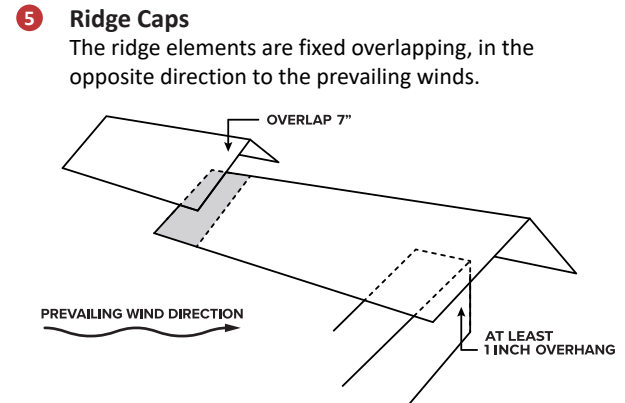 5 Ridge Caps
The ridge elements are fixed overlapping, in the
opposite direction to the prevailing winds.
OVERLAP 7”
PREVAILING WIND DIRECTION
AT LEAST
1 INCH OVERHANG